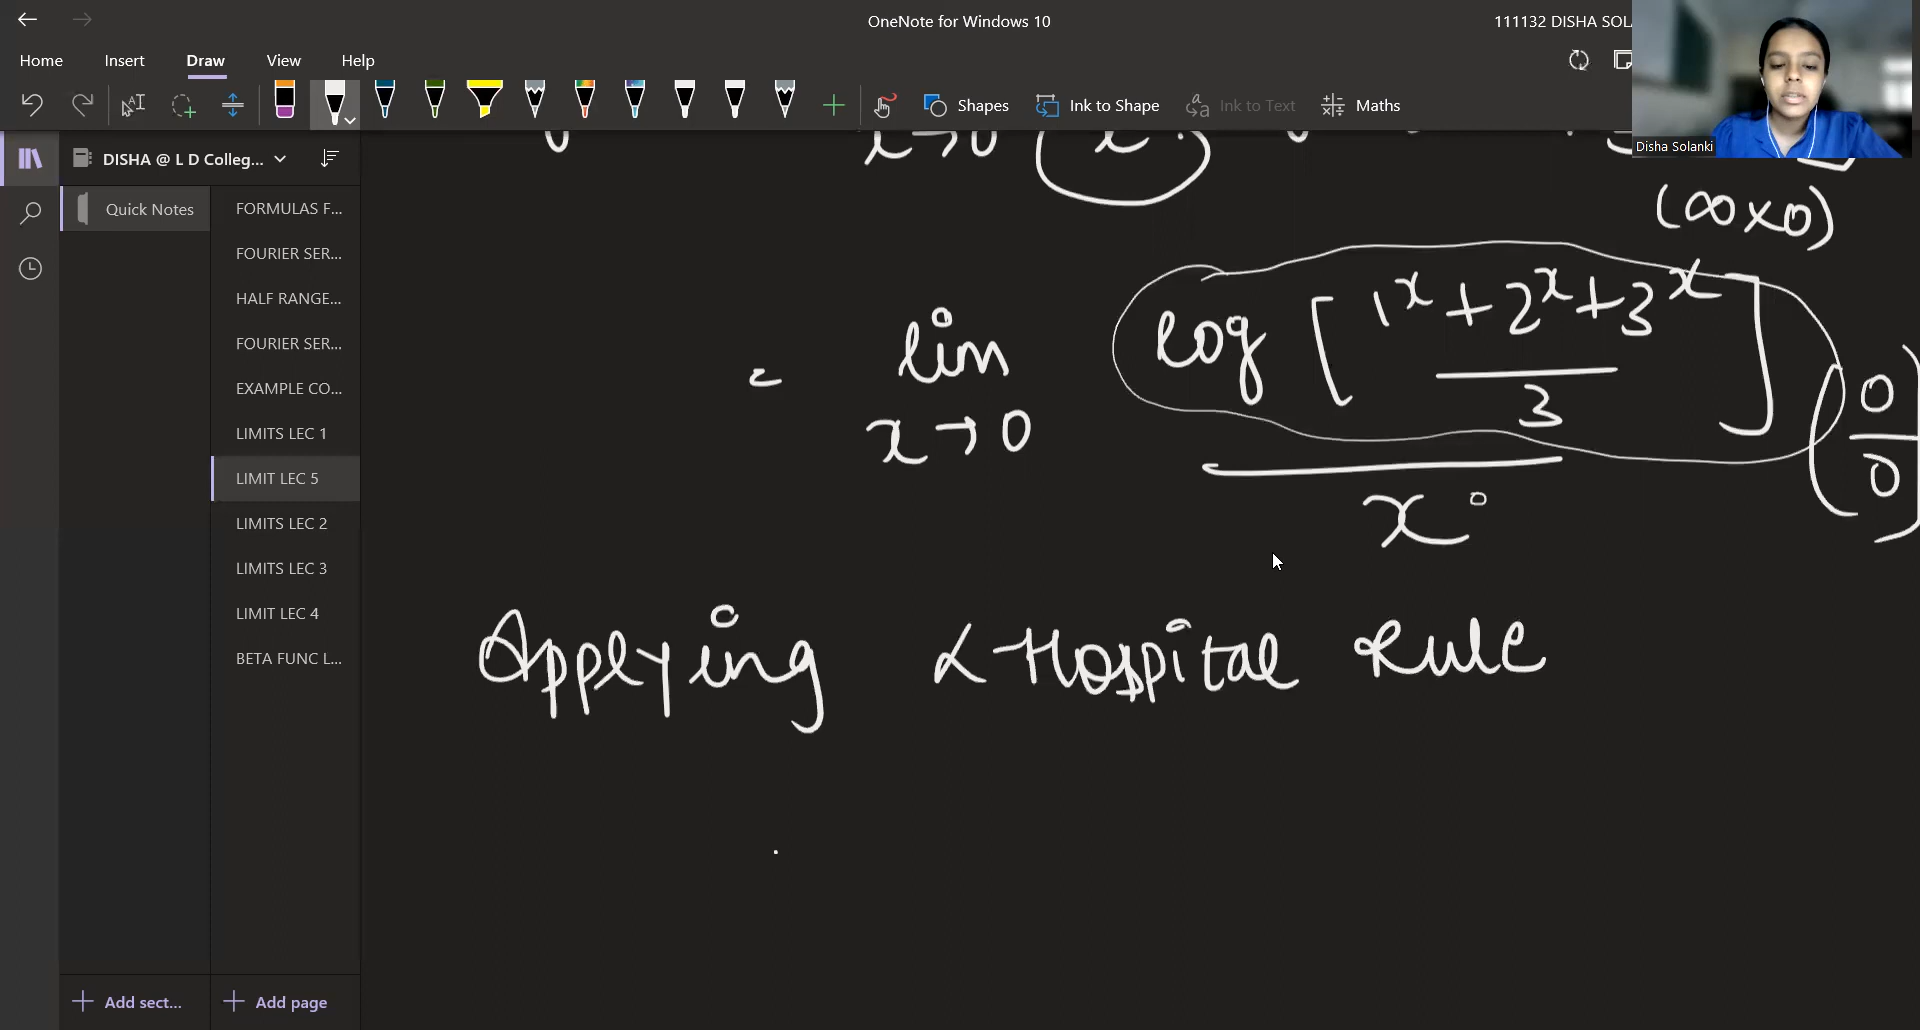 OneNote for Windows 10
111132 DISHA SOL
Home Insert Draw View Help
Shapes Ink to Shape Ink to Text Maths
Disha Solanki
DISHA @ L D Colleg...
Quick Notes
FORMULAS F...
FOURIER SER...
HALF RANGE...
FOURIER SER...
EXAMPLE CO...
LIMITS LEC 1
LIMIT LEC 5
LIMITS LEC 2
LIMITS LEC 3
LIMIT LEC 4
BETA FUNC L...
Add sect...
Add page
x→0
(∞×0)
= lim x→0 log [ (1^x + 2^x + 3^x) / 3 ] / x (0/0)
Applying L-Hospital Rule